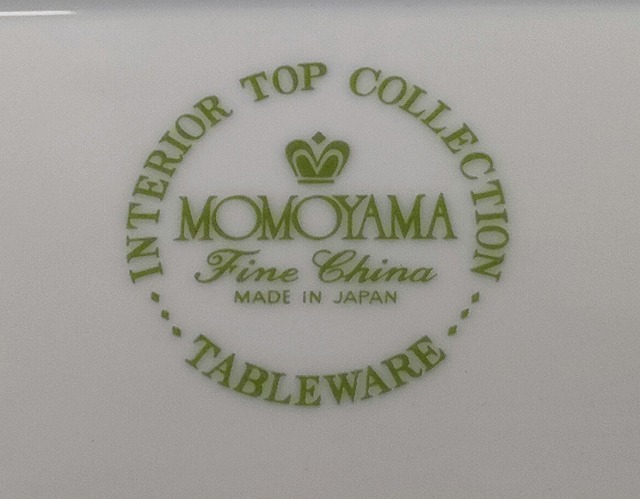 INTERIOR TOP COLLECTION
MOMOYAMA
Fine China
MADE IN JAPAN
TABLEWARE